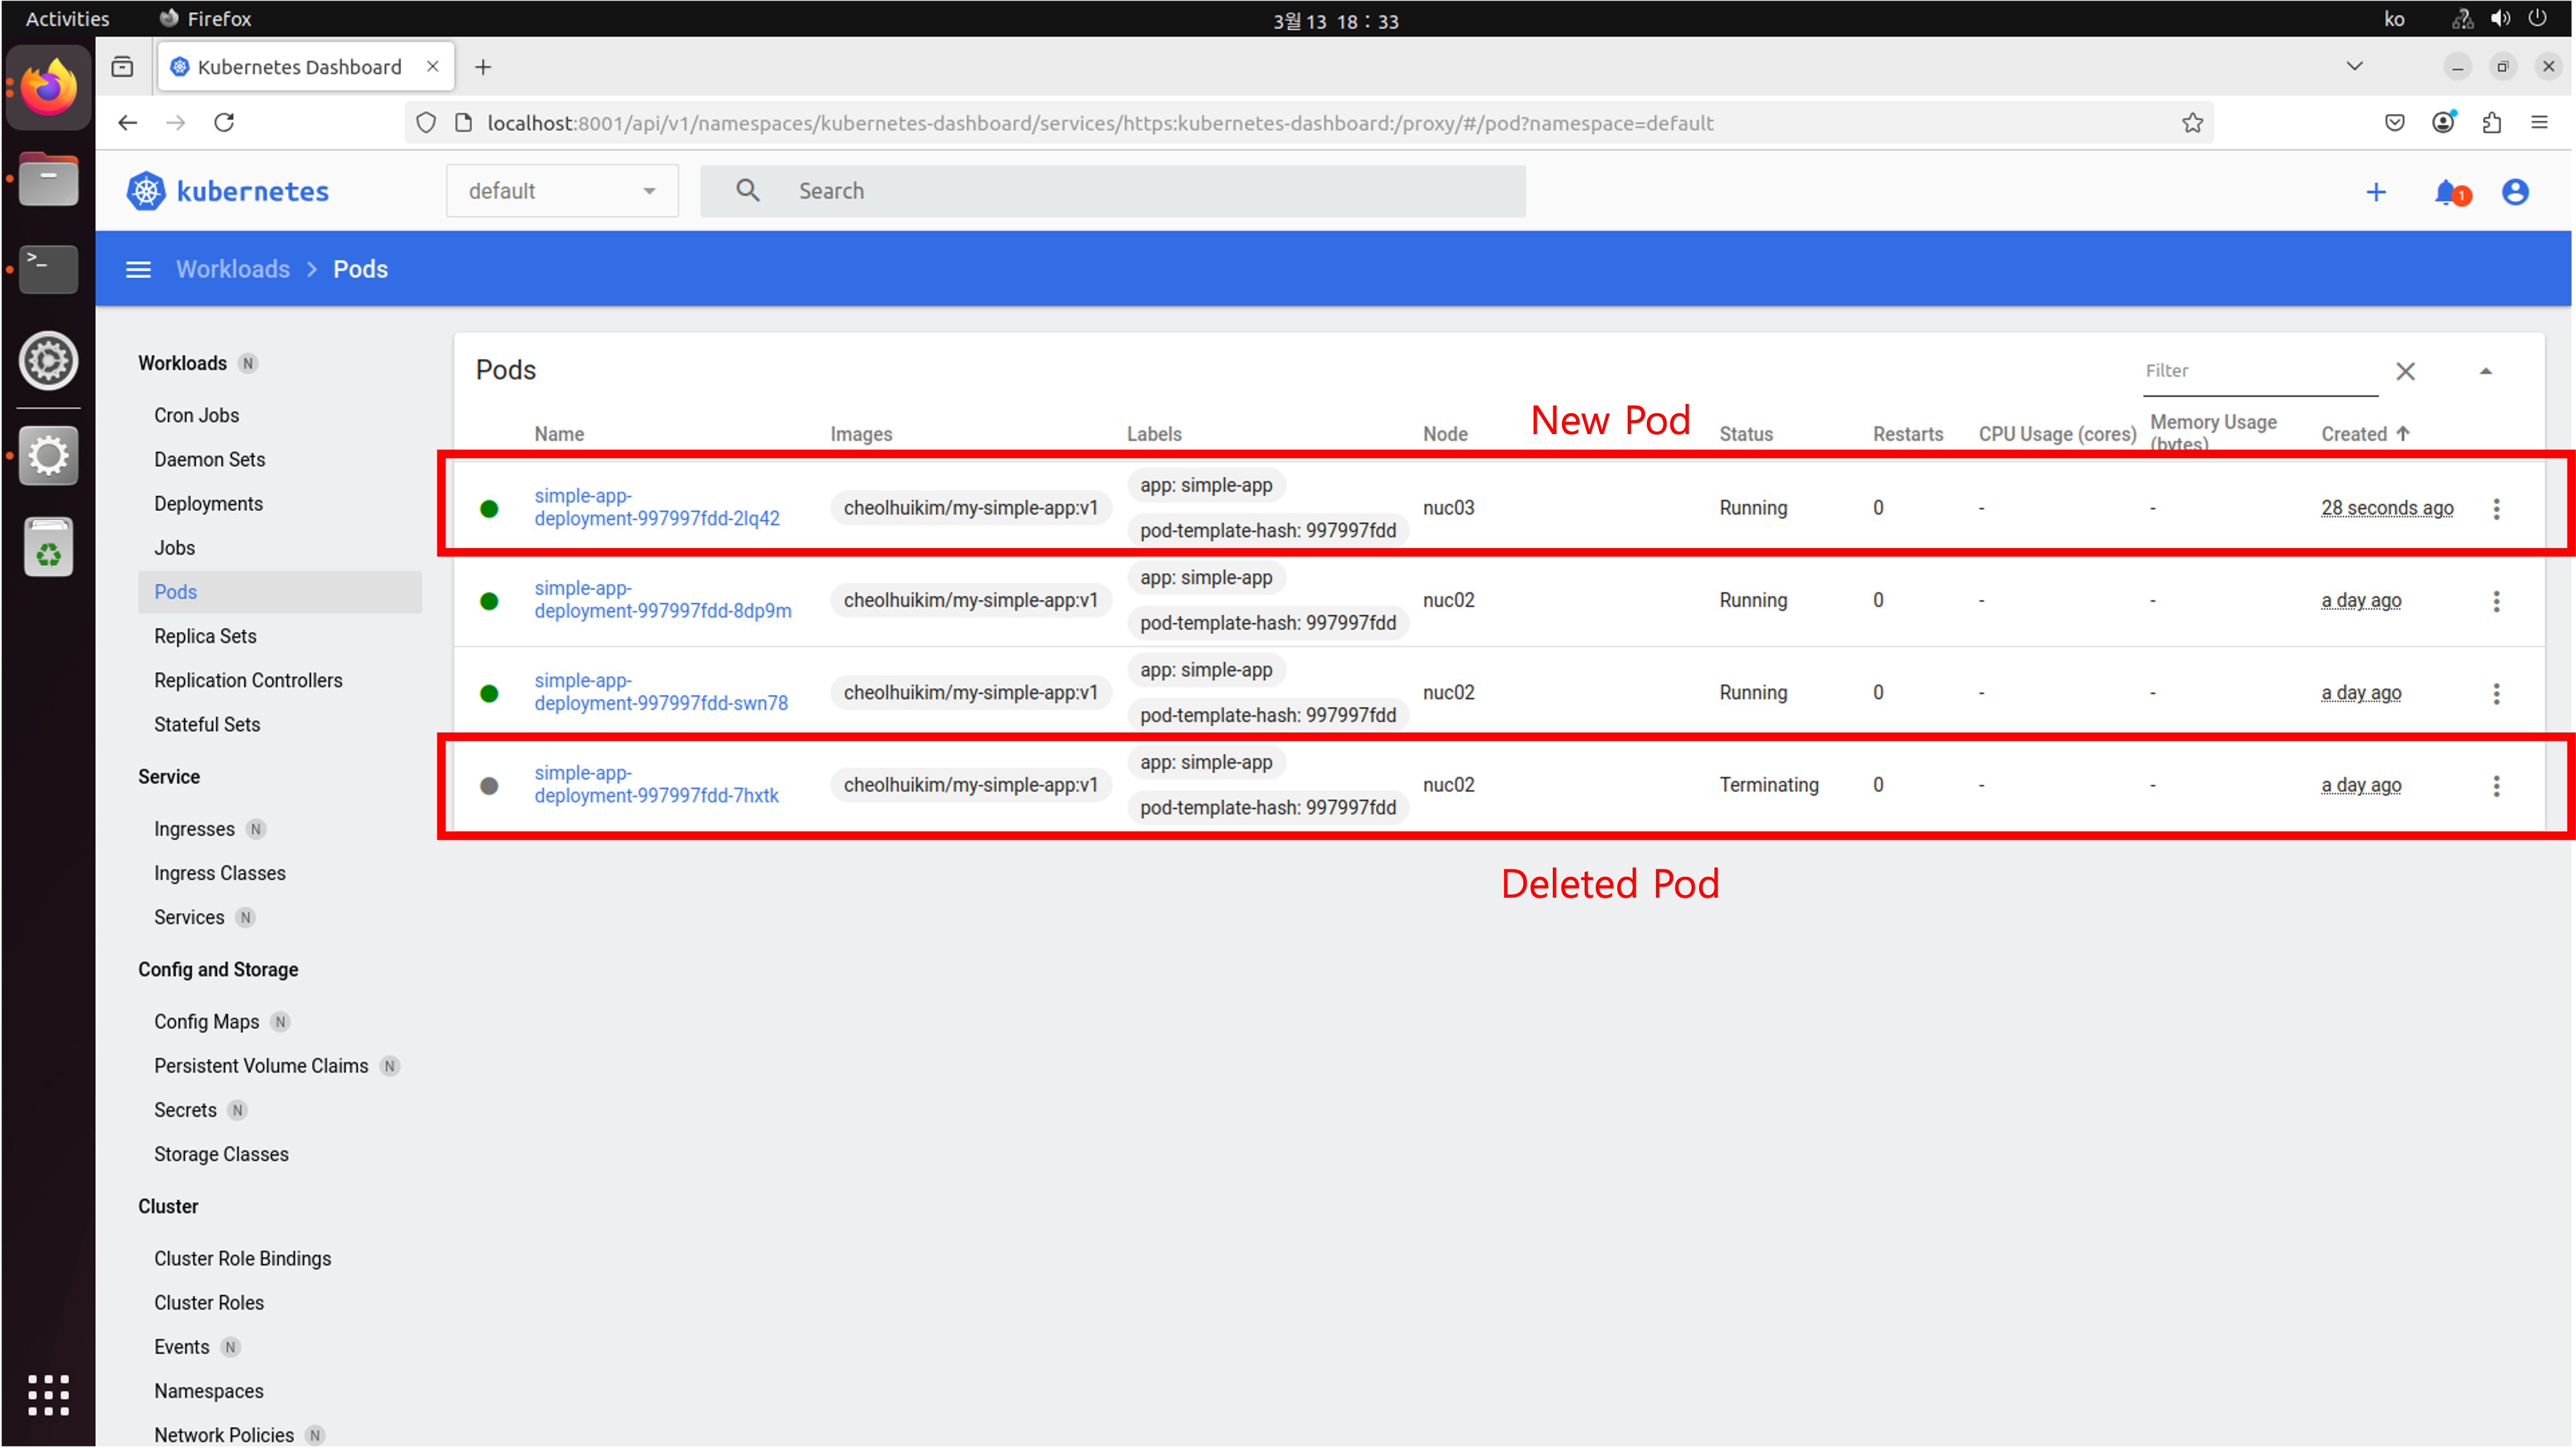 Activities Firefox 3월 13 18 : 33 ko
Kubernetes Dashboard
localhost:8001/api/v1/namespaces/kubernetes-dashboard/services/https:kubernetes-dashboard:/proxy/#/pod?namespace=default
kubernetes default Search 1
Workloads > Pods
Workloads N
Cron Jobs
Daemon Sets
Deployments
Jobs
Pods
Replica Sets
Replication Controllers
Stateful Sets
Service
Ingresses N
Ingress Classes
Services N
Config and Storage
Config Maps N
Persistent Volume Claims N
Secrets N
Storage Classes
Cluster
Cluster Role Bindings
Cluster Roles
Events N
Namespaces
Network Policies N
Pods
Filter
New Pod
Name Images Labels Node Status Restarts CPU Usage (cores) Memory Usage (bytes) Created
simple-app-
deployment-997997fdd-2lq42
cheolhuikim/my-simple-app:v1
app: simple-app
pod-template-hash: 997997fdd
nuc03 Running 0 - - 28 seconds ago
simple-app-
deployment-997997fdd-8dp9m
cheolhuikim/my-simple-app:v1
app: simple-app
pod-template-hash: 997997fdd
nuc02 Running 0 - - a day ago
simple-app-
deployment-997997fdd-swn78
cheolhuikim/my-simple-app:v1
app: simple-app
pod-template-hash: 997997fdd
nuc02 Running 0 - - a day ago
simple-app-
deployment-997997fdd-7hxtk
cheolhuikim/my-simple-app:v1
app: simple-app
pod-template-hash: 997997fdd
nuc02 Terminating 0 - - a day ago
Deleted Pod